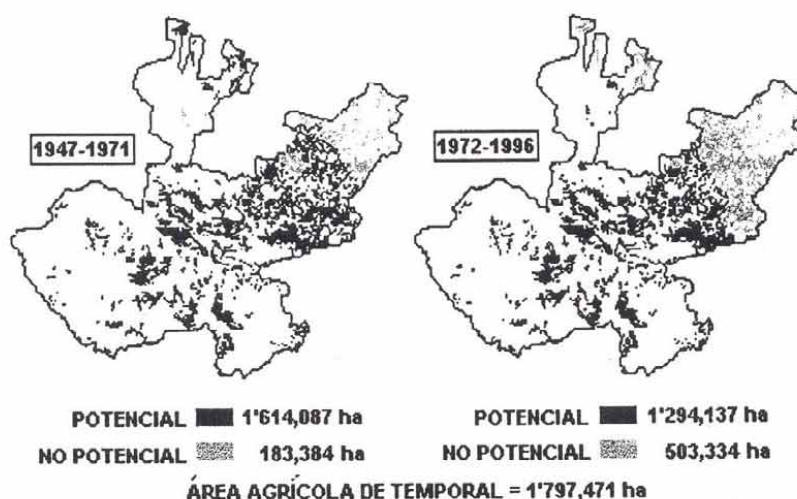 1947-1971
1972-1996
POTENCIAL 1'614,087 ha
NO POTENCIAL 183,384 ha
POTENCIAL 1'294,137 ha
NO POTENCIAL 503,334 ha
ÁREA AGRÍCOLA DE TEMPORAL = 1'797,471 ha